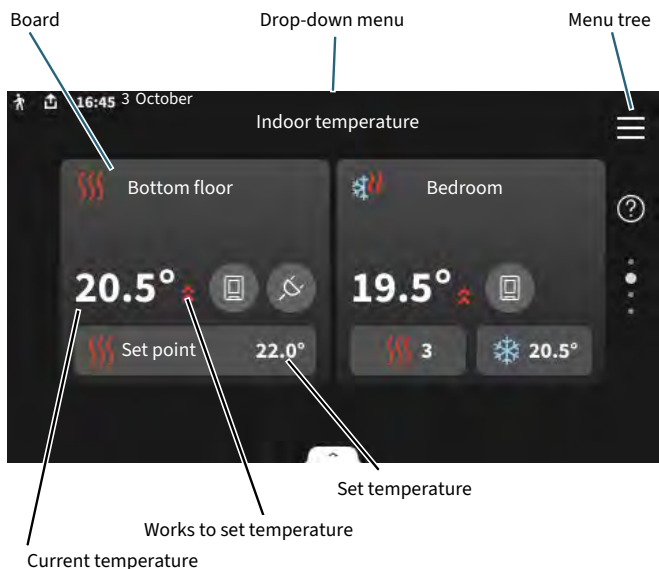 Board
Drop-down menu
Menu tree
16:45 3 October
Indoor temperature
?
Bottom floor
Bedroom
20.5°
19.5°
Set point 22.0°
3
20.5°
Set temperature
Works to set temperature
Current temperature